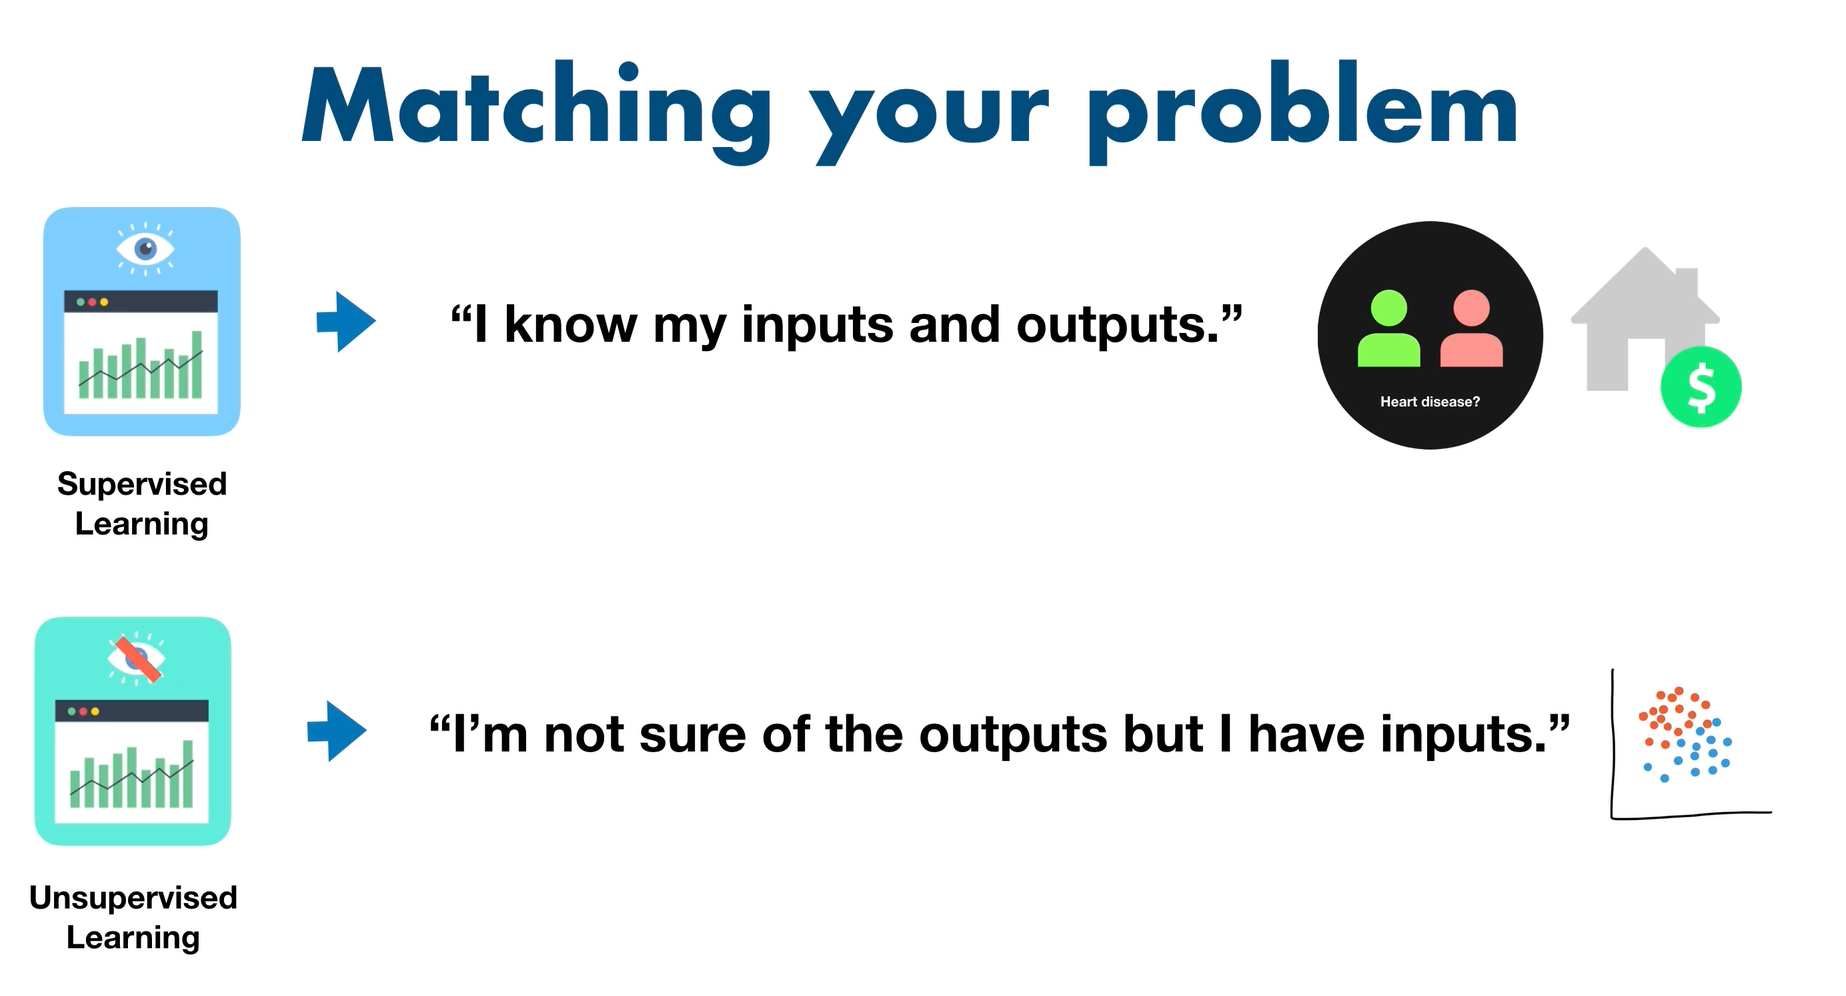 Matching your problem
“I know my inputs and outputs.”
Heart disease?
$
Supervised
Learning
“I’m not sure of the outputs but I have inputs.”
Unsupervised
Learning